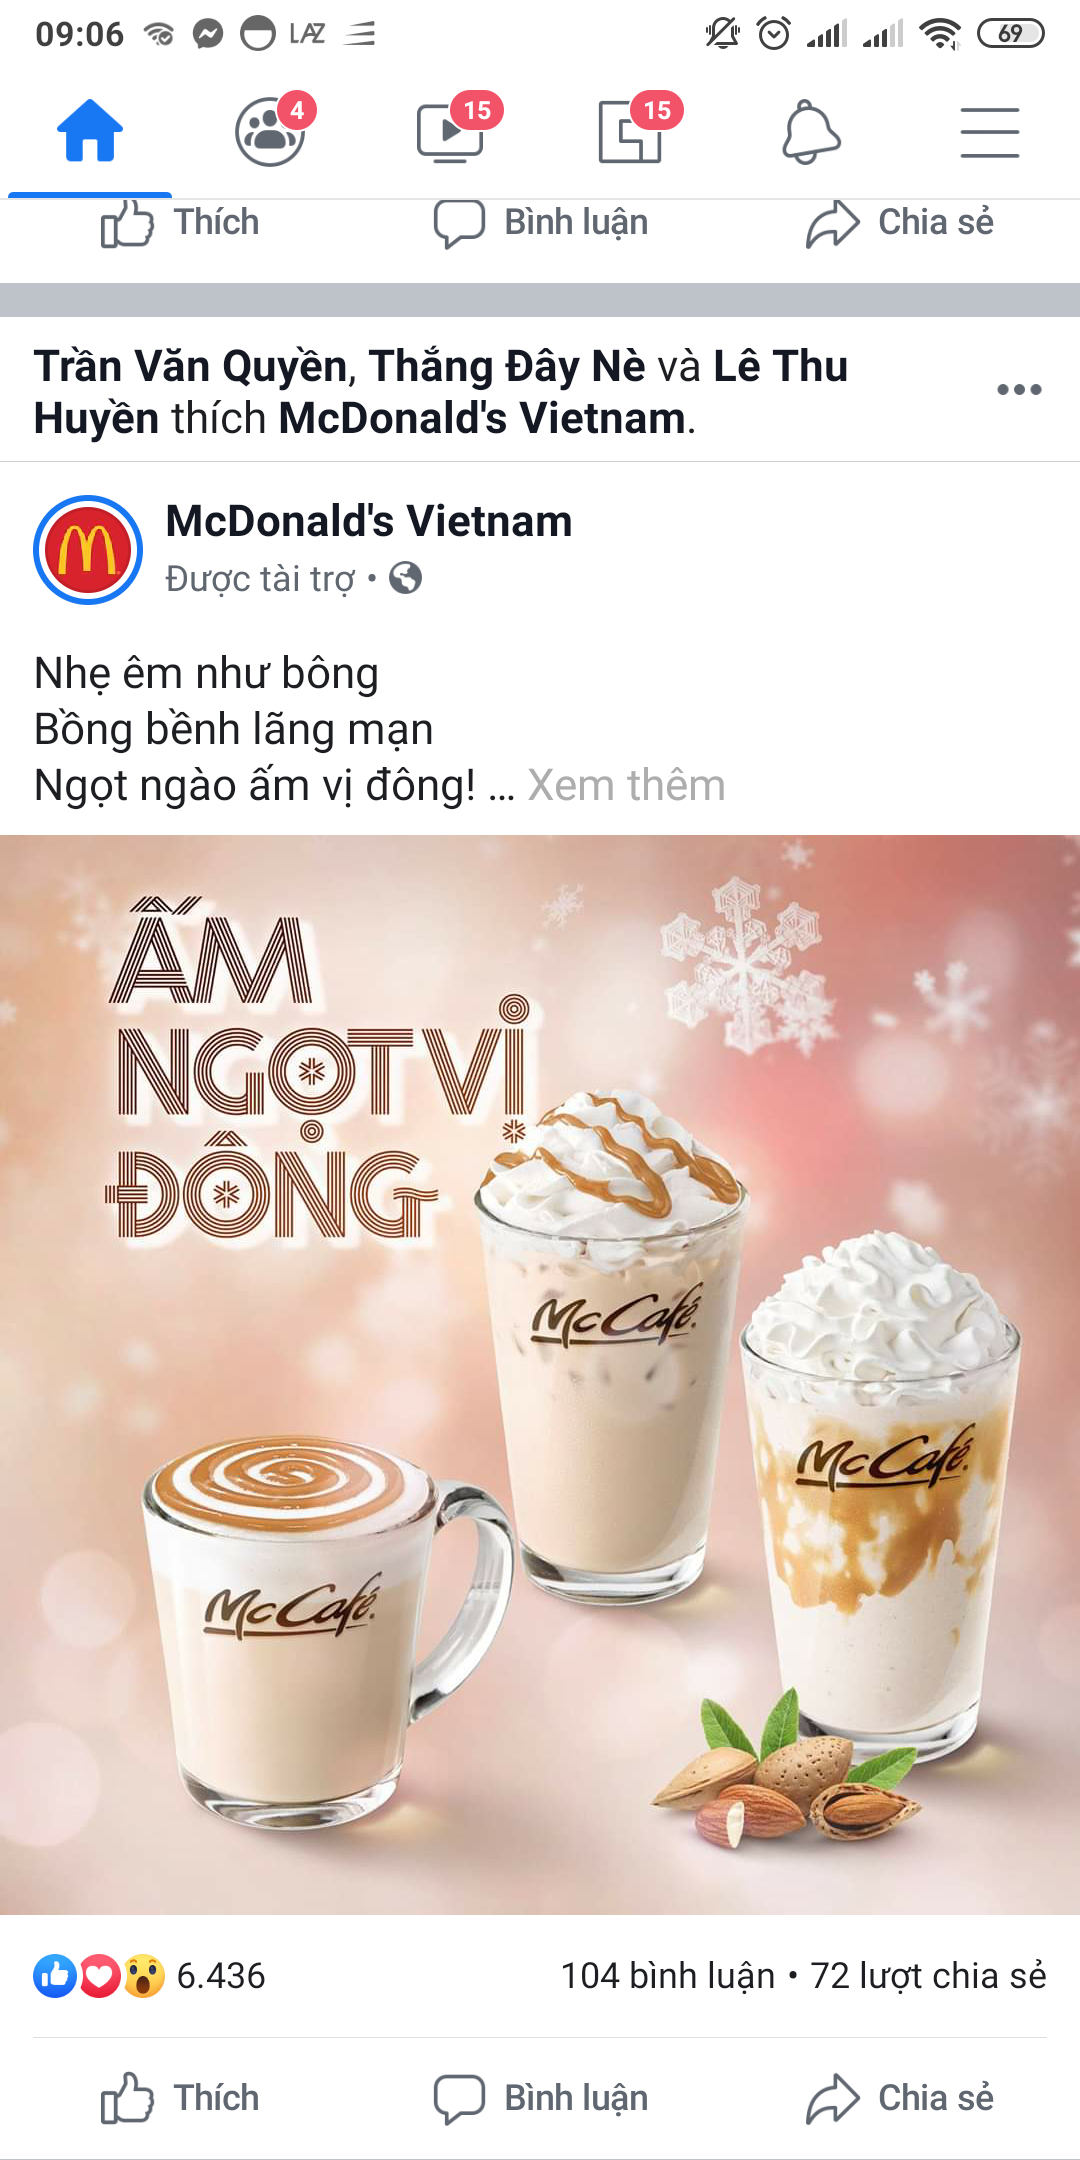 09:06 LAZ 69
4 15 15
Thích Bình luận Chia sẻ
Trần Văn Quyền, Thắng Đây Nè và Lê Thu
Huyền thích McDonald's Vietnam.
McDonald's Vietnam
Được tài trợ •
Nhẹ êm như bông
Bồng bềnh lãng mạn
Ngọt ngào ấm vị đông! ... Xem thêm
ẤM
NGỌT VỊ
ĐÔNG
McCafé.
McCafé.
McCafé.
6.436 104 bình luận • 72 lượt chia sẻ
Thích Bình luận Chia sẻ